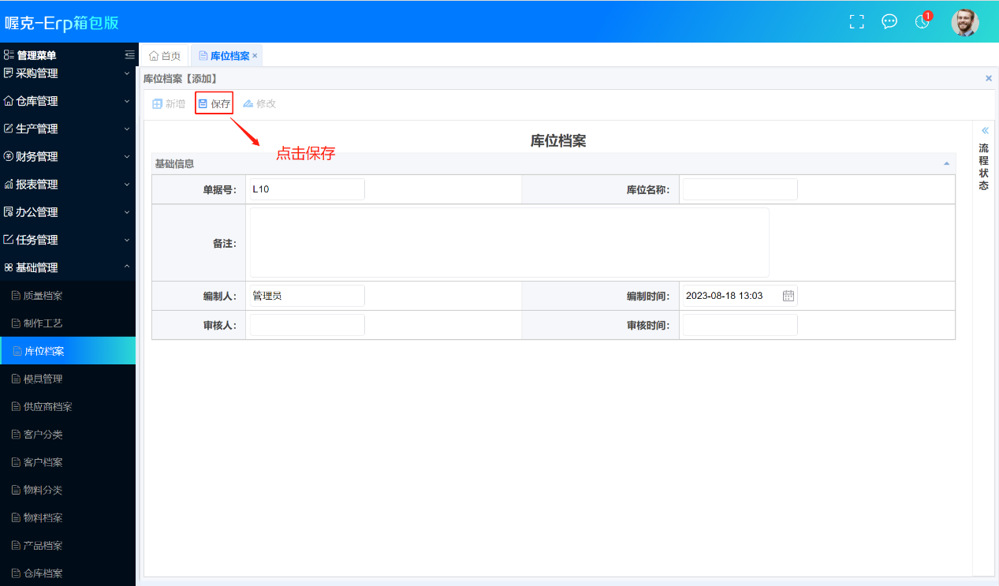 喔克-Erp箱包版
1
管理菜单
首页
库位档案
采购管理
仓库管理
生产管理
财务管理
报表管理
办公管理
任务管理
基础管理
质量档案
制作工艺
库位档案
模具管理
供应商档案
客户分类
客户档案
物料分类
物料档案
产品档案
仓库档案
库位档案【添加】
新增
保存
修改
点击保存
库位档案
基础信息
单据号: L10 库位名称:
备注:
编制人: 管理员 编制时间: 2023-08-18 13:03
审核人: 审核时间:
流程状态